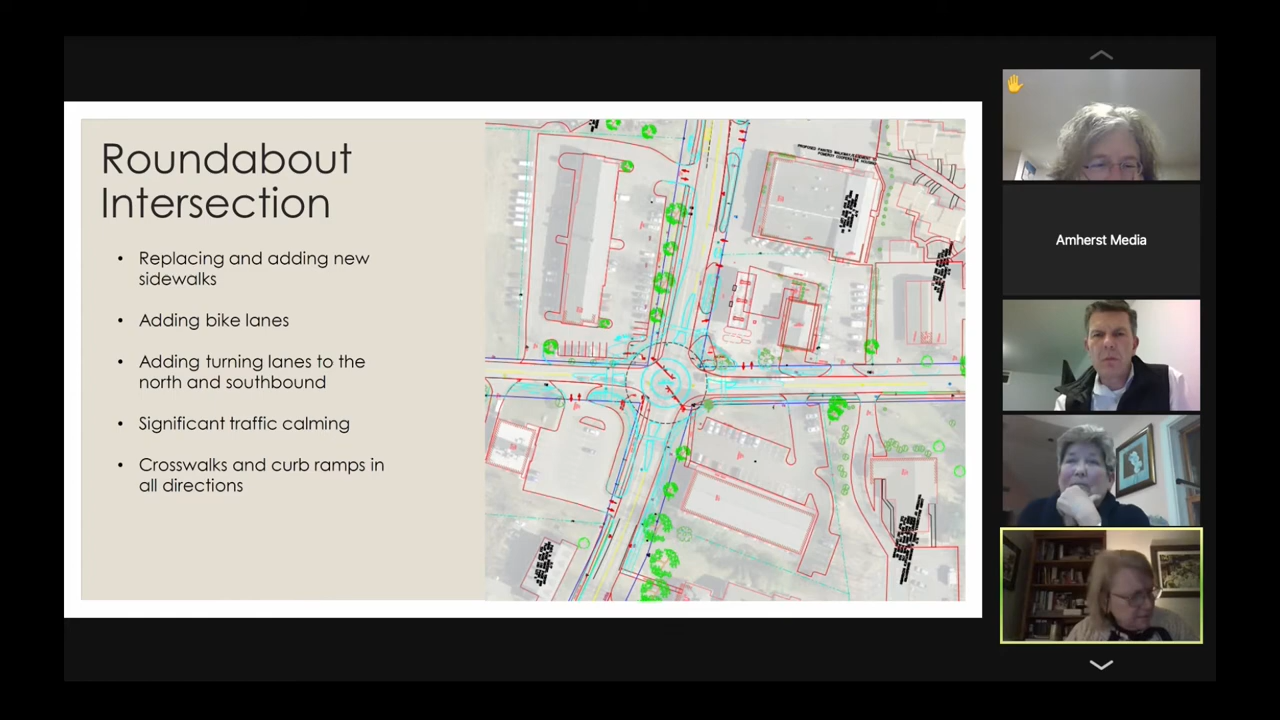 Roundabout
Intersection
• Replacing and adding new
sidewalks
• Adding bike lanes
• Adding turning lanes to the
north and southbound
• Significant traffic calming
• Crosswalks and curb ramps in
all directions
Amherst Media